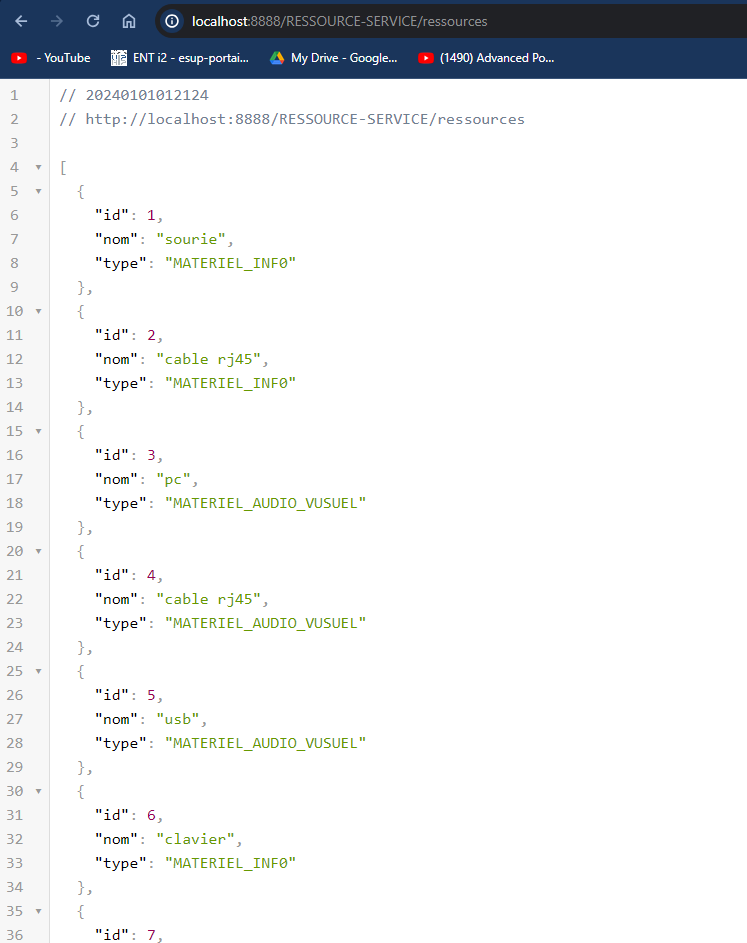 localhost:8888/RESSOURCE-SERVICE/ressources
- YouTube ENT i2 - esup-portai... My Drive - Google... (1490) Advanced Po...
1 // 20240101012124
2 // http://localhost:8888/RESSOURCE-SERVICE/ressources
3
4 [
5 {
6 "id": 1,
7 "nom": "sourie",
8 "type": "MATERIEL_INF0"
9 },
10 {
11 "id": 2,
12 "nom": "cable rj45",
13 "type": "MATERIEL_INF0"
14 },
15 {
16 "id": 3,
17 "nom": "pc",
18 "type": "MATERIEL_AUDIO_VUSUEL"
19 },
20 {
21 "id": 4,
22 "nom": "cable rj45",
23 "type": "MATERIEL_AUDIO_VUSUEL"
24 },
25 {
26 "id": 5,
27 "nom": "usb",
28 "type": "MATERIEL_AUDIO_VUSUEL"
29 },
30 {
31 "id": 6,
32 "nom": "clavier",
33 "type": "MATERIEL_INF0"
34 },
35 {
36 "id": 7,